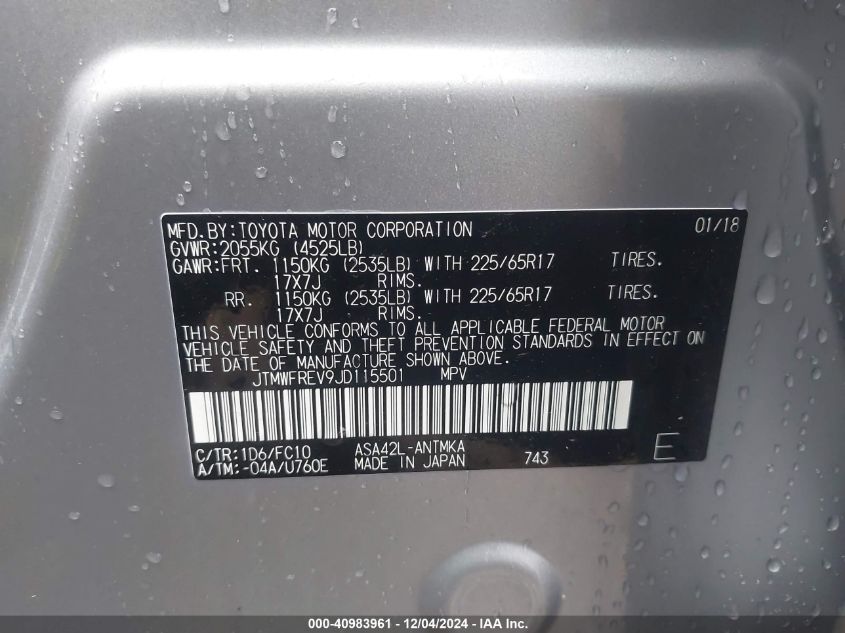 MFD.BY:TOYOTA MOTOR CORPORATION 01/18
GVWR:2055KG (4525LB)
GAWR:FRT. 1150KG (2535LB) WITH 225/65R17 TIRES.
17X7J RIMS.
RR. 1150KG (2535LB) WITH 225/65R17 TIRES.
17X7J RIMS.
THIS VEHICLE CONFORMS TO ALL APPLICABLE FEDERAL MOTOR
VEHICLE SAFETY AND THEFT PREVENTION STANDARDS IN EFFECT ON
THE DATE OF MANUFACTURE SHOWN ABOVE.
JTMWFREV9JD115501 MPV
C/TR:1D6/FC10 ASA42L-ANTMKA
A/TM:-04A/U760E MADE IN JAPAN 743 E
000-40983961 - 12/04/2024 - IAA Inc.